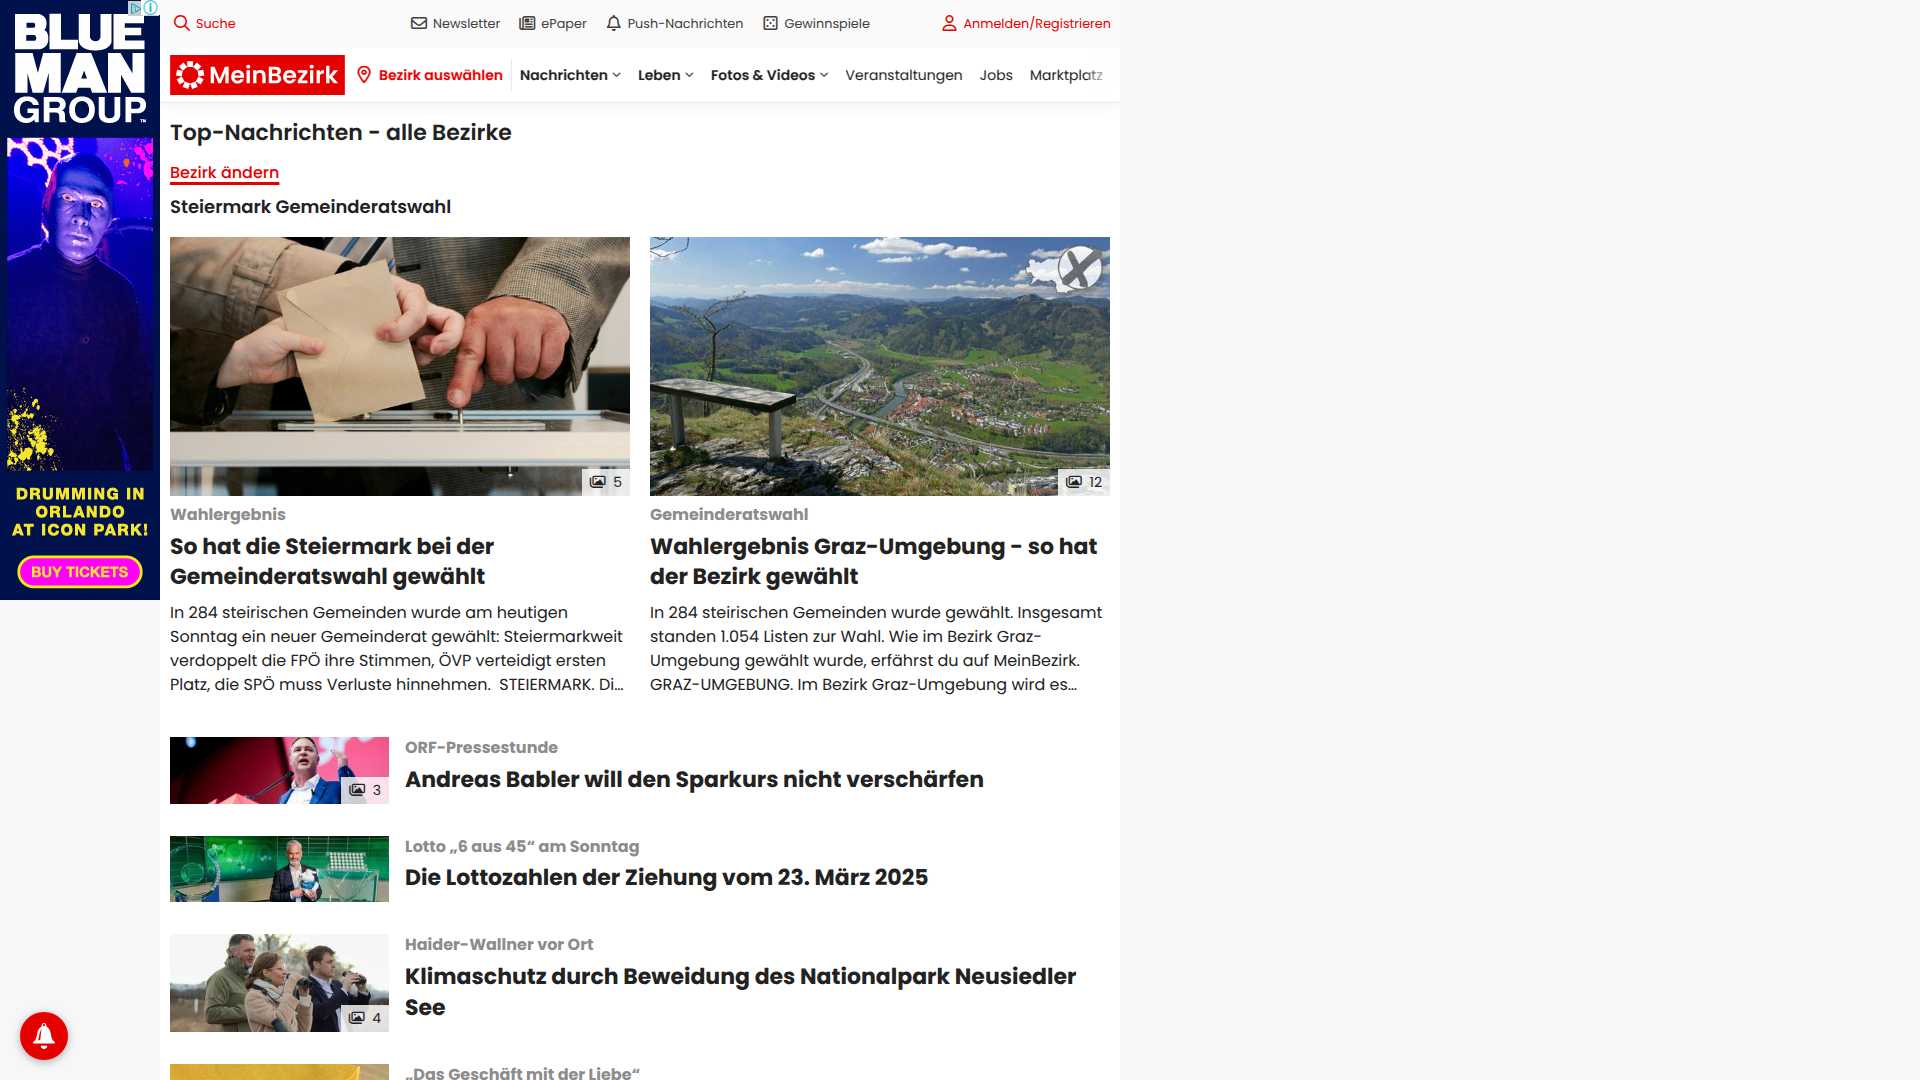 BLUE
MAN
GROUP™
DRUMMING IN
ORLANDO
AT ICON PARK!
BUY TICKETS
Suche
Newsletter
ePaper
Push-Nachrichten
Gewinnspiele
Anmelden/Registrieren
MeinBezirk
Bezirk auswählen
Nachrichten
Leben
Fotos & Videos
Veranstaltungen
Jobs
Marktplatz
Top-Nachrichten - alle Bezirke
Bezirk ändern
Steiermark Gemeinderatswahl
5
Wahlergebnis
So hat die Steiermark bei der
Gemeinderatswahl gewählt
In 284 steirischen Gemeinden wurde am heutigen
Sonntag ein neuer Gemeinderat gewählt: Steiermarkweit
verdoppelt die FPÖ ihre Stimmen, ÖVP verteidigt ersten
Platz, die SPÖ muss Verluste hinnehmen. STEIERMARK. Di...
12
Gemeinderatswahl
Wahlergebnis Graz-Umgebung - so hat
der Bezirk gewählt
In 284 steirischen Gemeinden wurde gewählt. Insgesamt
standen 1.054 Listen zur Wahl. Wie im Bezirk Graz-
Umgebung gewählt wurde, erfährst du auf MeinBezirk.
GRAZ-UMGEBUNG. Im Bezirk Graz-Umgebung wird es...
3
ORF-Pressestunde
Andreas Babler will den Sparkurs nicht verschärfen
Lotto „6 aus 45“ am Sonntag
Die Lottozahlen der Ziehung vom 23. März 2025
4
Haider-Wallner vor Ort
Klimaschutz durch Beweidung des Nationalpark Neusiedler
See
„Das Geschäft mit der Liebe“